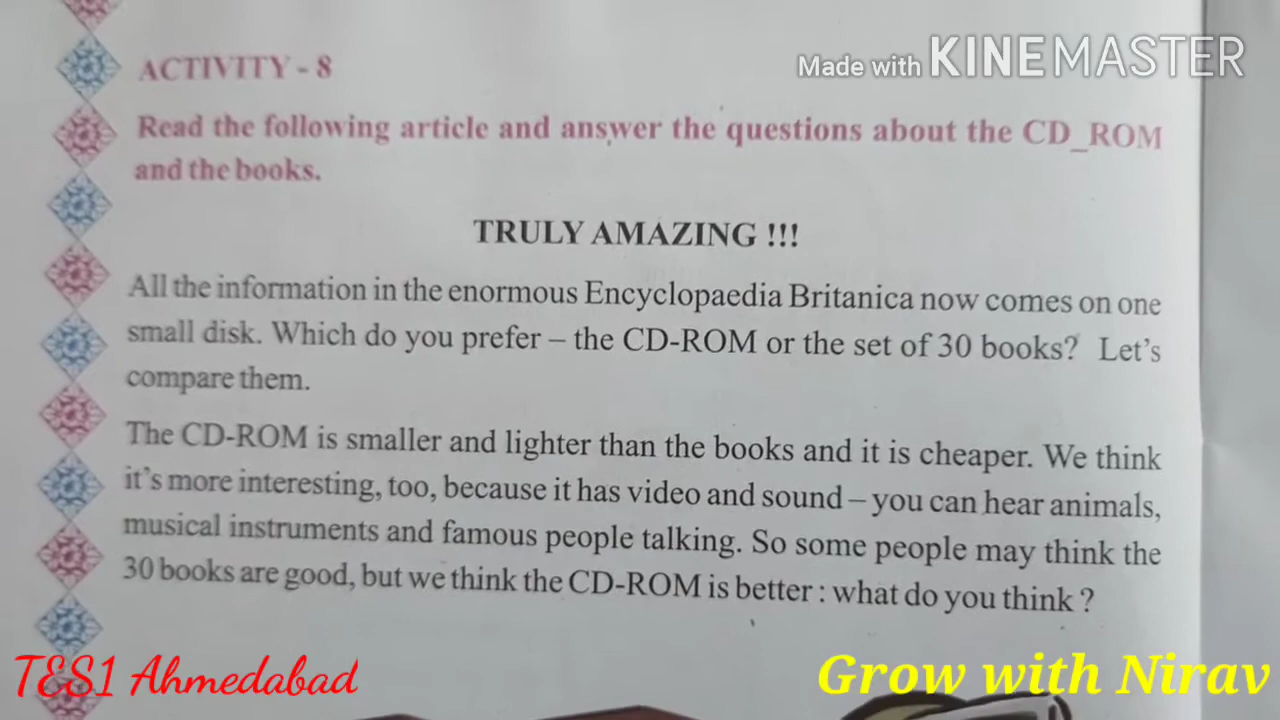 Made with KINEMASTER
ACTIVITY - 8
Read the following article and answer the questions about the CD_ROM
and the books.
TRULY AMAZING !!!
All the information in the enormous Encyclopaedia Britanica now comes on one
small disk. Which do you prefer – the CD-ROM or the set of 30 books? Let's
compare them.
The CD-ROM is smaller and lighter than the books and it is cheaper. We think
it's more interesting, too, because it has video and sound – you can hear animals,
musical instruments and famous people talking. So some people may think the
30 books are good, but we think the CD-ROM is better : what do you think ?
T&S1 Ahmedabad
Grow with Nirav